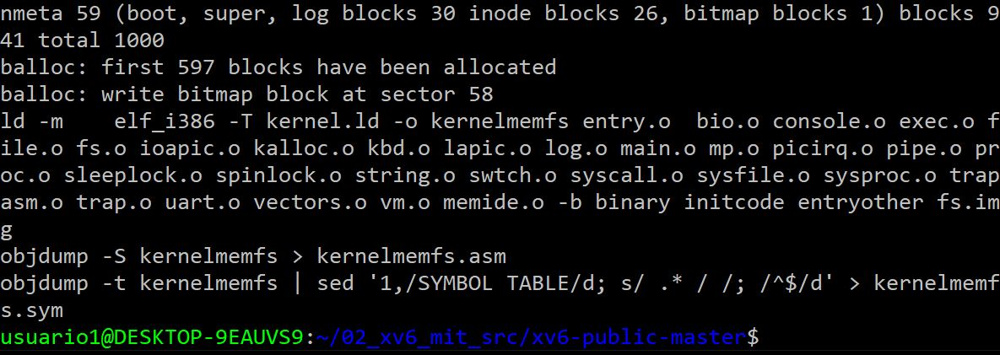 nmeta 59 (boot, super, log blocks 30 inode blocks 26, bitmap blocks 1) blocks 9
41 total 1000
balloc: first 597 blocks have been allocated
balloc: write bitmap block at sector 58
ld -m    elf_i386 -T kernel.ld -o kernelmemfs entry.o  bio.o console.o exec.o f
ile.o fs.o ioapic.o kalloc.o kbd.o lapic.o log.o main.o mp.o picirq.o pipe.o pr
oc.o sleeplock.o spinlock.o string.o swtch.o syscall.o sysfile.o sysproc.o trap
asm.o trap.o uart.o vectors.o vm.o memide.o -b binary initcode entryother fs.im
g
objdump -S kernelmemfs > kernelmemfs.asm
objdump -t kernelmemfs | sed '1,/SYMBOL TABLE/d; s/ .* / /; /^$/d' > kernelmemf
s.sym
usuario1@DESKTOP-9EAUVS9:~/02_xv6_mit_src/xv6-public-master$